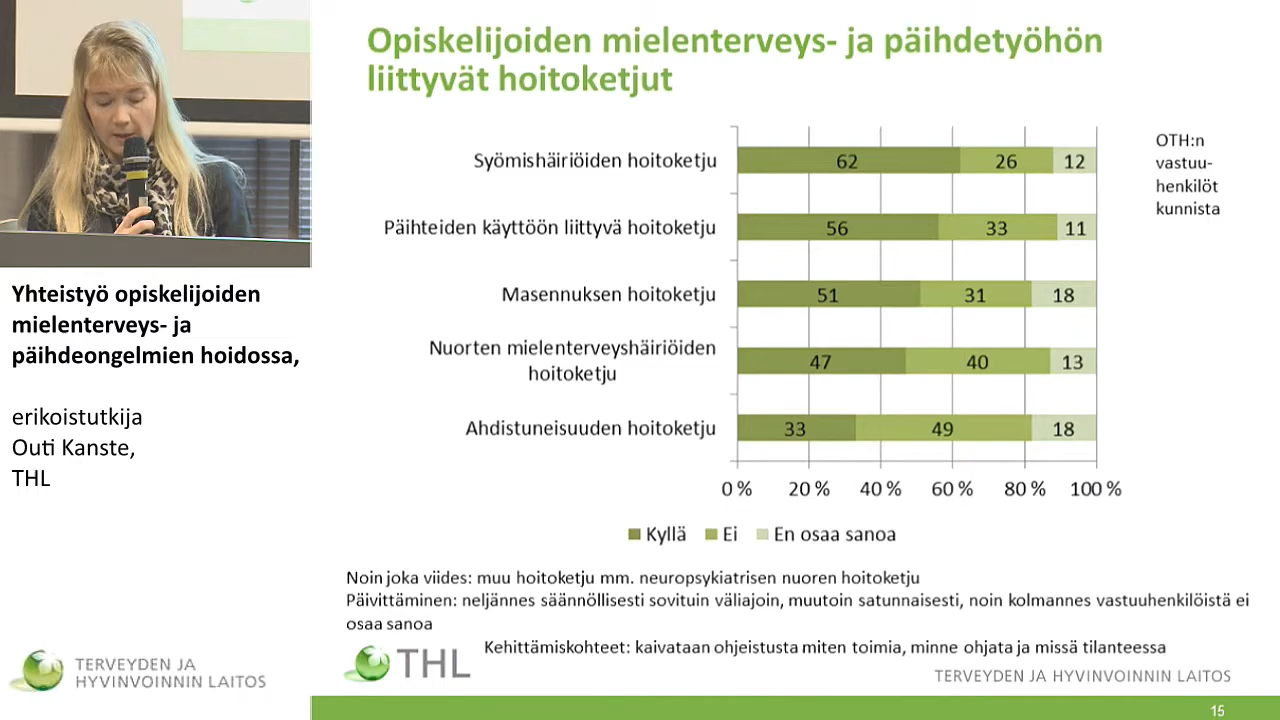 Opiskelijoiden mielenterveys- ja päihdetyöhön
liittyvät hoitoketjut
Syömishäiriöiden hoitoketju
62
26
12
Päihteiden käyttöön liittyvä hoitoketju
56
33
11
Masennuksen hoitoketju
51
31
18
Nuorten mielenterveyshäiriöiden
hoitoketju
47
40
13
Ahdistuneisuuden hoitoketju
33
49
18
0 %
20 %
40 %
60 %
80 %
100 %
Kyllä
Ei
En osaa sanoa
OTH:n
vastuu-
henkilöt
kunnista
Yhteistyö opiskelijoiden
mielenterveys- ja
päihdeongelmien hoidossa,
erikoistutkija
Outi Kanste,
THL
Noin joka viides: muu hoitoketju mm. neuropsykiatrisen nuoren hoitoketju
Päivittäminen: neljännes säännöllisesti sovituin väliajoin, muutoin satunnaisesti, noin kolmannes vastuuhenkilöistä ei
osaa sanoa
Kehittämiskohteet: kaivataan ohjeistusta miten toimia, minne ohjata ja missä tilanteessa
TERVEYDEN JA
HYVINVOINNIN LAITOS
THL
TERVEYDEN JA HYVINVOINNIN LAITOS
15